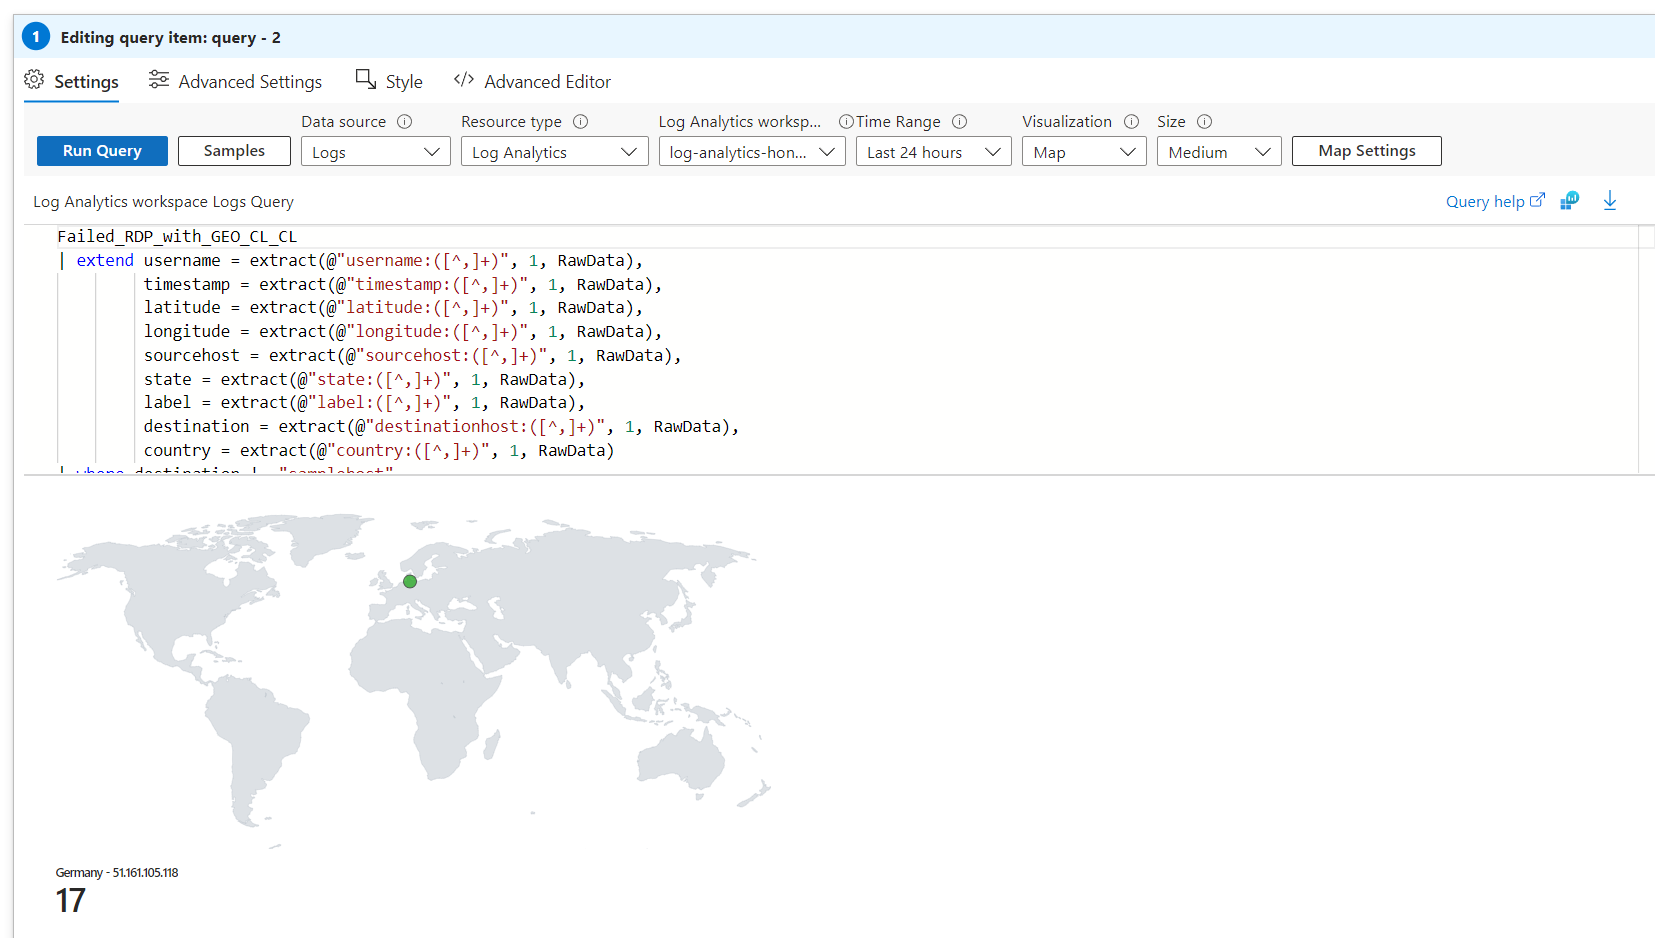 1 Editing query item: query - 2
Settings Advanced Settings Style </> Advanced Editor
Data source Resource type Log Analytics worksp... Time Range Visualization Size
Run Query Samples Logs Log Analytics log-analytics-hon... Last 24 hours Map Medium Map Settings
Log Analytics workspace Logs Query Query help
Failed_RDP_with_GEO_CL_CL
| extend username = extract(@"username:([^,]+)", 1, RawData),
timestamp = extract(@"timestamp:([^,]+)", 1, RawData),
latitude = extract(@"latitude:([^,]+)", 1, RawData),
longitude = extract(@"longitude:([^,]+)", 1, RawData),
sourcehost = extract(@"sourcehost:([^,]+)", 1, RawData),
state = extract(@"state:([^,]+)", 1, RawData),
label = extract(@"label:([^,]+)", 1, RawData),
destination = extract(@"destinationhost:([^,]+)", 1, RawData),
country = extract(@"country:([^,]+)", 1, RawData)
| where destination "samplehost"
Germany - 51.161.105.118
17